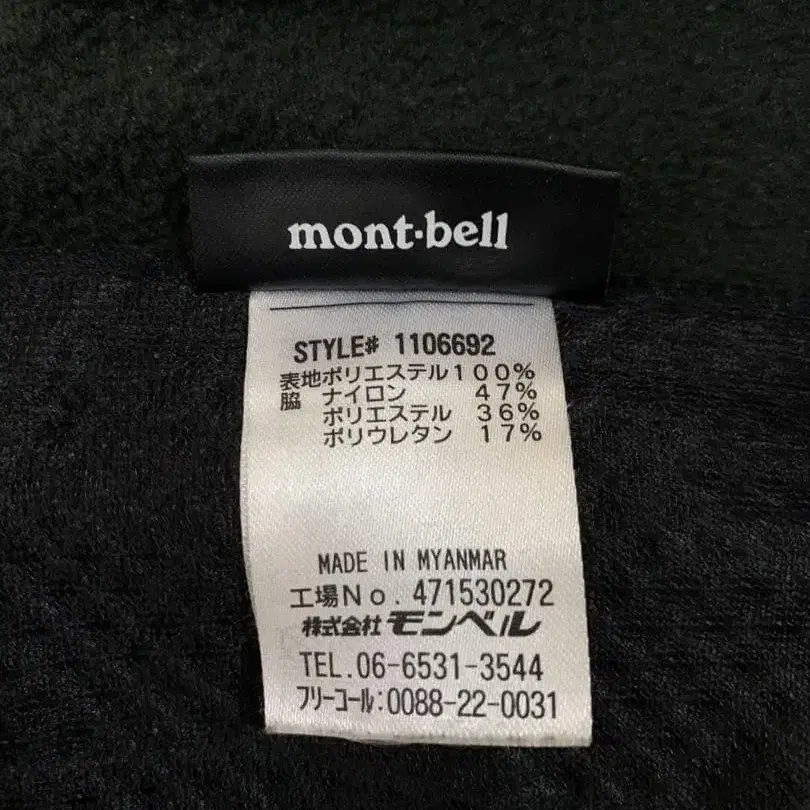 mont·bell
STYLE# 1106692
表地ポリエステル100%
脇 ナイロン 47%
ポリエステル 36%
ポリウレタン 17%
MADE IN MYANMAR
工場No.471530272
株式会社モンベル
TEL.06-6531-3544
フリーコール:0088-22-0031